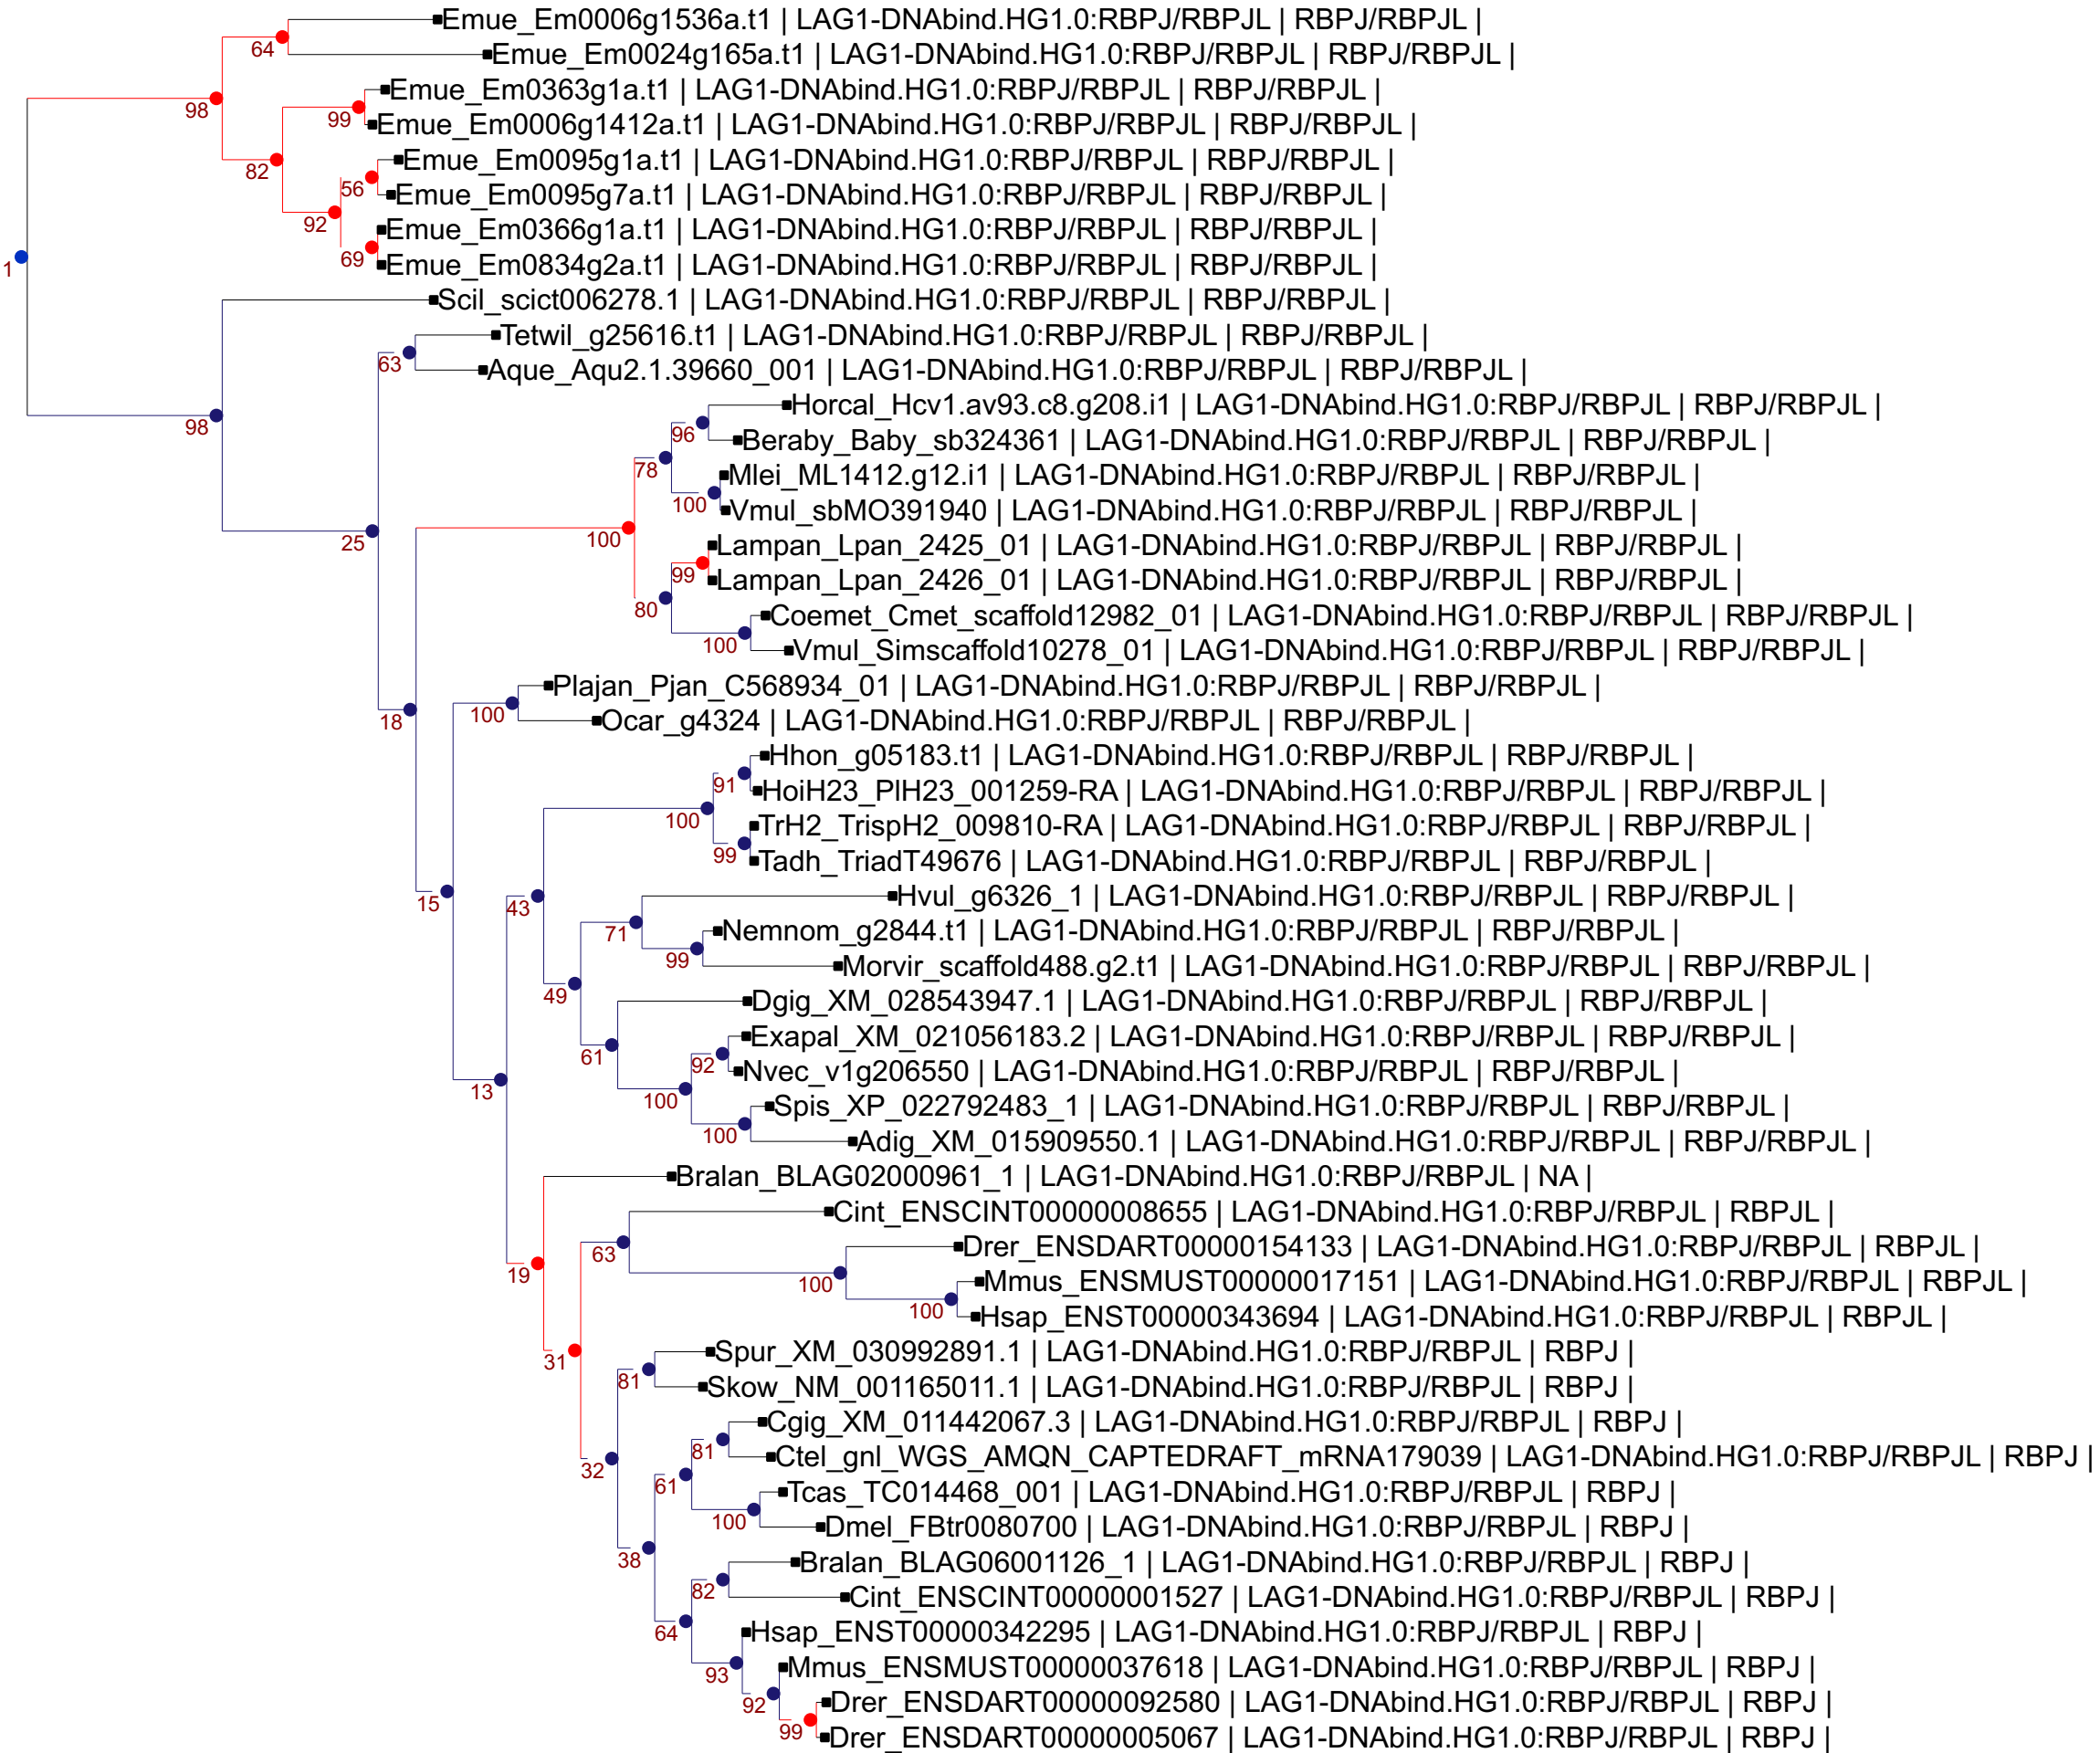 Emue_Em0006g1536a.t1 | LAG1-DNAbind.HG1.0:RBPJ/RBPJL | RBPJ/RBPJL |
64
Emue_Em0024g165a.t1 | LAG1-DNAbind.HG1.0:RBPJ/RBPJL | RBPJ/RBPJL |
Emue_Em0363g1a.t1 | LAG1-DNAbind.HG1.0:RBPJ/RBPJL | RBPJ/RBPJL |
98
99
Emue_Em0006g1412a.t1 | LAG1-DNAbind.HG1.0:RBPJ/RBPJL | RBPJ/RBPJL |
Emue_Em0095g1a.t1 | LAG1-DNAbind.HG1.0:RBPJ/RBPJL | RBPJ/RBPJL |
82
56
Emue_Em0095g7a.t1 | LAG1-DNAbind.HG1.0:RBPJ/RBPJL | RBPJ/RBPJL |
92
Emue_Em0366g1a.t1 | LAG1-DNAbind.HG1.0:RBPJ/RBPJL | RBPJ/RBPJL |
69
Emue_Em0834g2a.t1 | LAG1-DNAbind.HG1.0:RBPJ/RBPJL | RBPJ/RBPJL |
1
Scil_scict006278.1 | LAG1-DNAbind.HG1.0:RBPJ/RBPJL | RBPJ/RBPJL |
Tetwil_g25616.t1 | LAG1-DNAbind.HG1.0:RBPJ/RBPJL | RBPJ/RBPJL |
63
Aque_Aqu2.1.39660_001 | LAG1-DNAbind.HG1.0:RBPJ/RBPJL | RBPJ/RBPJL |
Horcal_Hcv1.av93.c8.g208.i1 | LAG1-DNAbind.HG1.0:RBPJ/RBPJL | RBPJ/RBPJL |
98
96
Beraby_Baby_sb324361 | LAG1-DNAbind.HG1.0:RBPJ/RBPJL | RBPJ/RBPJL |
78
Mlei_ML1412.g12.i1 | LAG1-DNAbind.HG1.0:RBPJ/RBPJL | RBPJ/RBPJL |
100
Vmul_sbMO391940 | LAG1-DNAbind.HG1.0:RBPJ/RBPJL | RBPJ/RBPJL |
25
100
Lampan_Lpan_2425_01 | LAG1-DNAbind.HG1.0:RBPJ/RBPJL | RBPJ/RBPJL |
99
Lampan_Lpan_2426_01 | LAG1-DNAbind.HG1.0:RBPJ/RBPJL | RBPJ/RBPJL |
80
Coemet_Cmet_scaffold12982_01 | LAG1-DNAbind.HG1.0:RBPJ/RBPJL | RBPJ/RBPJL |
100
Vmul_Simscaffold10278_01 | LAG1-DNAbind.HG1.0:RBPJ/RBPJL | RBPJ/RBPJL |
Plajan_Pjan_C568934_01 | LAG1-DNAbind.HG1.0:RBPJ/RBPJL | RBPJ/RBPJL |
18
100
Ocar_g4324 | LAG1-DNAbind.HG1.0:RBPJ/RBPJL | RBPJ/RBPJL |
Hhon_g05183.t1 | LAG1-DNAbind.HG1.0:RBPJ/RBPJL | RBPJ/RBPJL |
91
HoiH23_PlH23_001259-RA | LAG1-DNAbind.HG1.0:RBPJ/RBPJL | RBPJ/RBPJL |
100
TrH2_TrispH2_009810-RA | LAG1-DNAbind.HG1.0:RBPJ/RBPJL | RBPJ/RBPJL |
99
Tadh_TriadT49676 | LAG1-DNAbind.HG1.0:RBPJ/RBPJL | RBPJ/RBPJL |
15
43
Hvul_g6326_1 | LAG1-DNAbind.HG1.0:RBPJ/RBPJL | RBPJ/RBPJL |
71
Nemnom_g2844.t1 | LAG1-DNAbind.HG1.0:RBPJ/RBPJL | RBPJ/RBPJL |
99
Morvir_scaffold488.g2.t1 | LAG1-DNAbind.HG1.0:RBPJ/RBPJL | RBPJ/RBPJL |
49
Dgig_XM_028543947.1 | LAG1-DNAbind.HG1.0:RBPJ/RBPJL | RBPJ/RBPJL |
61
Exapal_XM_021056183.2 | LAG1-DNAbind.HG1.0:RBPJ/RBPJL | RBPJ/RBPJL |
92
Nvec_v1g206550 | LAG1-DNAbind.HG1.0:RBPJ/RBPJL | RBPJ/RBPJL |
13
100
Spis_XP_022792483_1 | LAG1-DNAbind.HG1.0:RBPJ/RBPJL | RBPJ/RBPJL |
100
Adig_XM_015909550.1 | LAG1-DNAbind.HG1.0:RBPJ/RBPJL | RBPJ/RBPJL |
Bralan_BLAG02000961_1 | LAG1-DNAbind.HG1.0:RBPJ/RBPJL | NA |
Cint_ENSCINT00000008655 | LAG1-DNAbind.HG1.0:RBPJ/RBPJL | RBPJL |
63
Drer_ENSDART00000154133 | LAG1-DNAbind.HG1.0:RBPJ/RBPJL | RBPJL |
19
100
Mmus_ENSMUST00000017151 | LAG1-DNAbind.HG1.0:RBPJ/RBPJL | RBPJL |
100
Hsap_ENST00000343694 | LAG1-DNAbind.HG1.0:RBPJ/RBPJL | RBPJL |
31
Spur_XM_030992891.1 | LAG1-DNAbind.HG1.0:RBPJ/RBPJL | RBPJ |
81
Skow_NM_001165011.1 | LAG1-DNAbind.HG1.0:RBPJ/RBPJL | RBPJ |
Cgig_XM_011442067.3 | LAG1-DNAbind.HG1.0:RBPJ/RBPJL | RBPJ |
81
Ctel_gnl_WGS_AMQN_CAPTEDRAFT_mRNA179039 | LAG1-DNAbind.HG1.0:RBPJ/RBPJL | RBPJ |
32
61
Tcas_TC014468_001 | LAG1-DNAbind.HG1.0:RBPJ/RBPJL | RBPJ |
100
Dmel_FBtr0080700 | LAG1-DNAbind.HG1.0:RBPJ/RBPJL | RBPJ |
38
Bralan_BLAG06001126_1 | LAG1-DNAbind.HG1.0:RBPJ/RBPJL | RBPJ |
82
Cint_ENSCINT00000001527 | LAG1-DNAbind.HG1.0:RBPJ/RBPJL | RBPJ |
64
Hsap_ENST00000342295 | LAG1-DNAbind.HG1.0:RBPJ/RBPJL | RBPJ |
93
Mmus_ENSMUST00000037618 | LAG1-DNAbind.HG1.0:RBPJ/RBPJL | RBPJ |
92
Drer_ENSDART00000092580 | LAG1-DNAbind.HG1.0:RBPJ/RBPJL | RBPJ |
99
Drer_ENSDART00000005067 | LAG1-DNAbind.HG1.0:RBPJ/RBPJL | RBPJ |